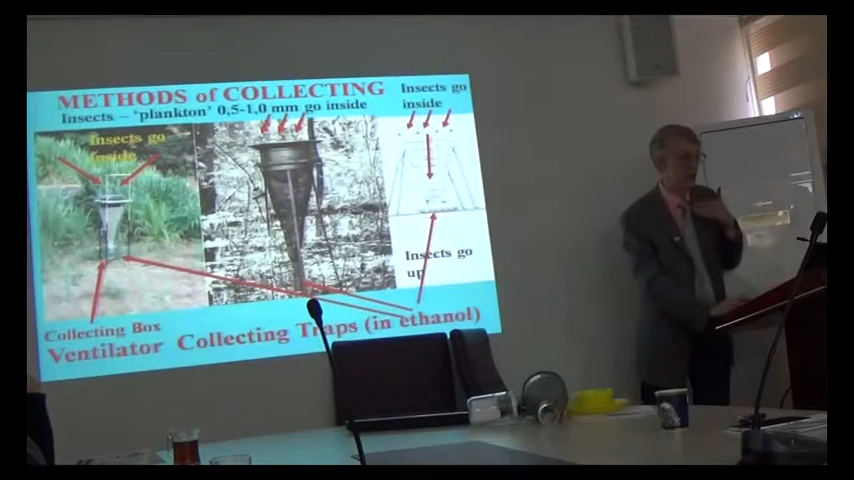 METHODS of COLLECTING
Insects – 'plankton' 0,5-1,0 mm go inside
Insects go
inside
Insects go
inside
Insects go
up
Collecting Box
Ventilator
Collecting Traps (in ethanol)